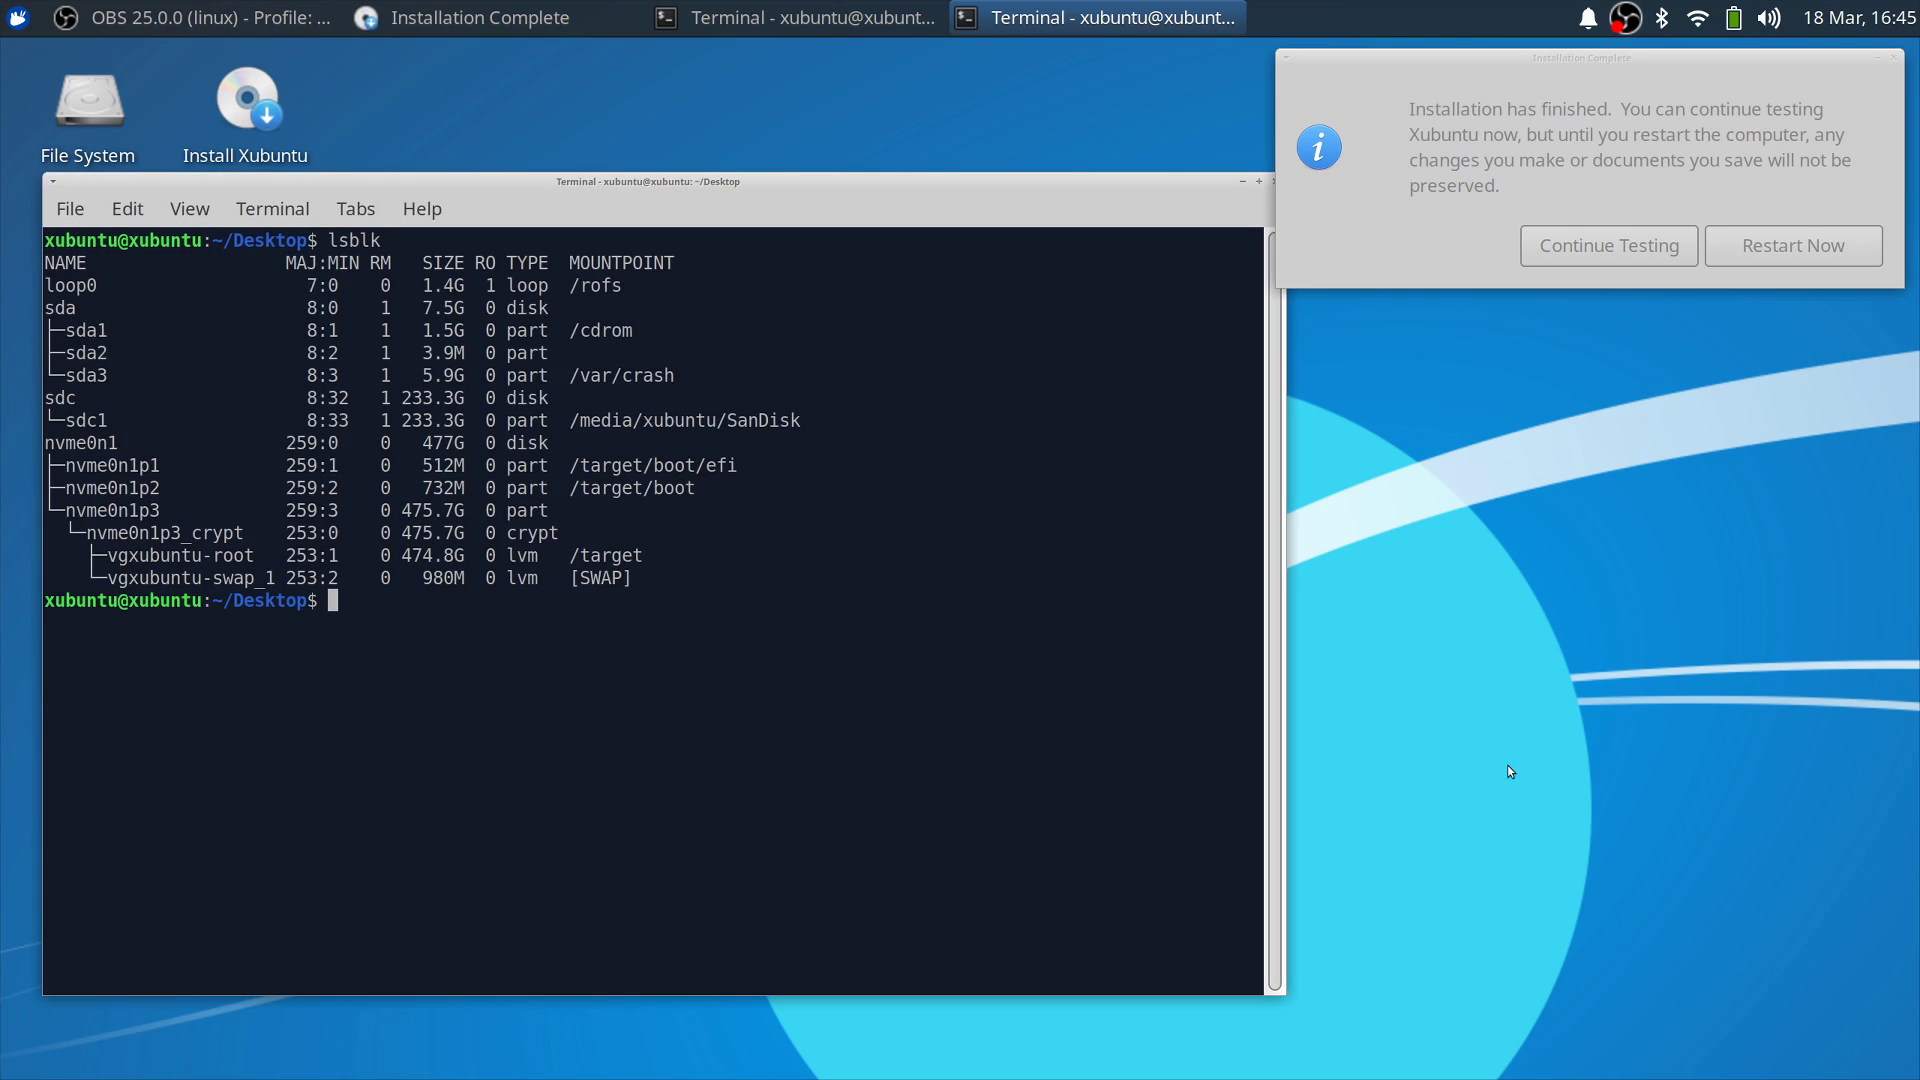 OBS 25.0.0 (linux) - Profile: ...
Installation Complete
Terminal - xubuntu@xubunt...
Terminal - xubuntu@xubunt...
18 Mar, 16:45
File System
Install Xubuntu
Installation Complete
Installation has finished.  You can continue testing
Xubuntu now, but until you restart the computer, any
changes you make or documents you save will not be
preserved.
Continue Testing
Restart Now
Terminal - xubuntu@xubuntu: ~/Desktop
File Edit View Terminal Tabs Help
xubuntu@xubuntu:~/Desktop$ lsblk
NAME                   MAJ:MIN RM   SIZE RO TYPE  MOUNTPOINT
loop0                    7:0    0   1.4G  1 loop  /rofs
sda                      8:0    1   7.5G  0 disk
├─sda1                   8:1    1   1.5G  0 part  /cdrom
├─sda2                   8:2    1   3.9M  0 part
└─sda3                   8:3    1   5.9G  0 part  /var/crash
sdc                      8:32   1 233.3G  0 disk
└─sdc1                   8:33   1 233.3G  0 part  /media/xubuntu/SanDisk
nvme0n1                259:0    0   477G  0 disk
├─nvme0n1p1            259:1    0   512M  0 part  /target/boot/efi
├─nvme0n1p2            259:2    0   732M  0 part  /target/boot
└─nvme0n1p3            259:3    0 475.7G  0 part
  └─nvme0n1p3_crypt    253:0    0 475.7G  0 crypt
    ├─vgxubuntu-root   253:1    0 474.8G  0 lvm   /target
    └─vgxubuntu-swap_1 253:2    0   980M  0 lvm   [SWAP]
xubuntu@xubuntu:~/Desktop$